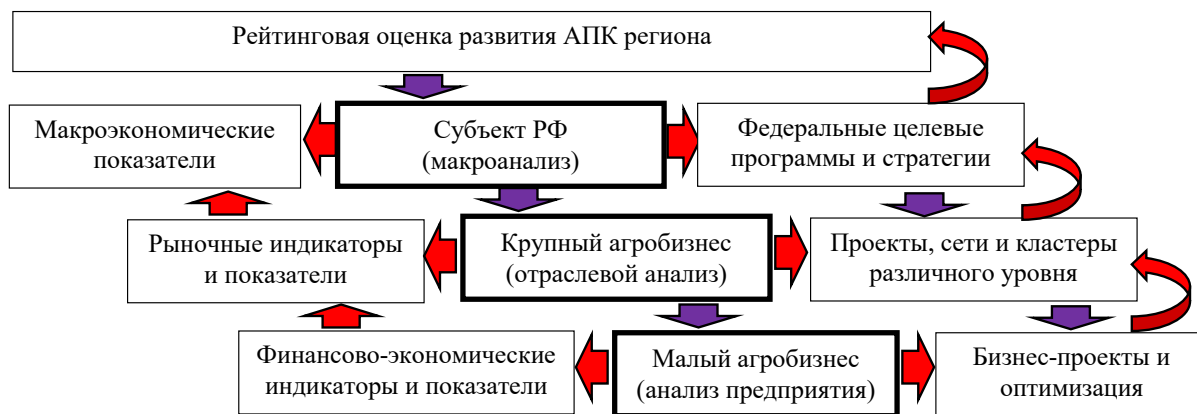 Рейтинговая оценка развития АПК региона
Макроэкономические
показатели
Субъект РФ
(макроанализ)
Федеральные целевые
программы и стратегии
Рыночные индикаторы
и показатели
Крупный агробизнес
(отраслевой анализ)
Проекты, сети и кластеры
различного уровня
Финансово-экономические
индикаторы и показатели
Малый агробизнес
(анализ предприятия)
Бизнес-проекты и
оптимизация